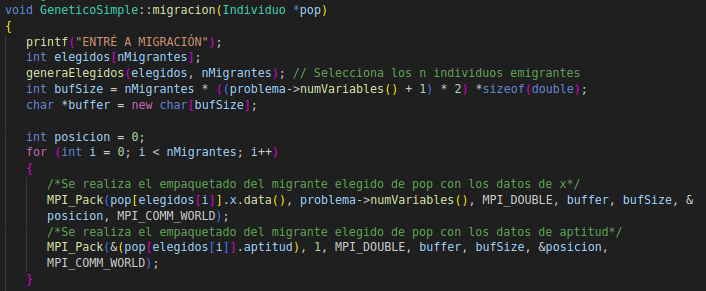 void GeneticoSimple::migracion(Individuo *pop)
{
printf("ENTRÉ A MIGRACIÓN");
int elegidos[nMigrantes];
generaElegidos(elegidos, nMigrantes); // Selecciona los n individuos emigrantes
int bufSize = nMigrantes * ((problema->numVariables() + 1) * 2) *sizeof(double);
char *buffer = new char[bufSize];
int posicion = 0;
for (int i = 0; i < nMigrantes; i++)
{
/*Se realiza el empaquetado del migrante elegido de pop con los datos de x*/
MPI_Pack(pop[elegidos[i]].x.data(), problema->numVariables(), MPI_DOUBLE, buffer, bufSize, &
posicion, MPI_COMM_WORLD);
/*Se realiza el empaquetado del migrante elegido de pop con los datos de aptitud*/
MPI_Pack(&(pop[elegidos[i]].aptitud), 1, MPI_DOUBLE, buffer, bufSize, &posicion,
MPI_COMM_WORLD);
}